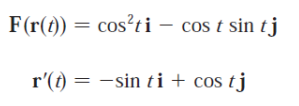 F(r(t)) = cos²t i − cos t sin t j
r′(t) = −sin t i + cos t j